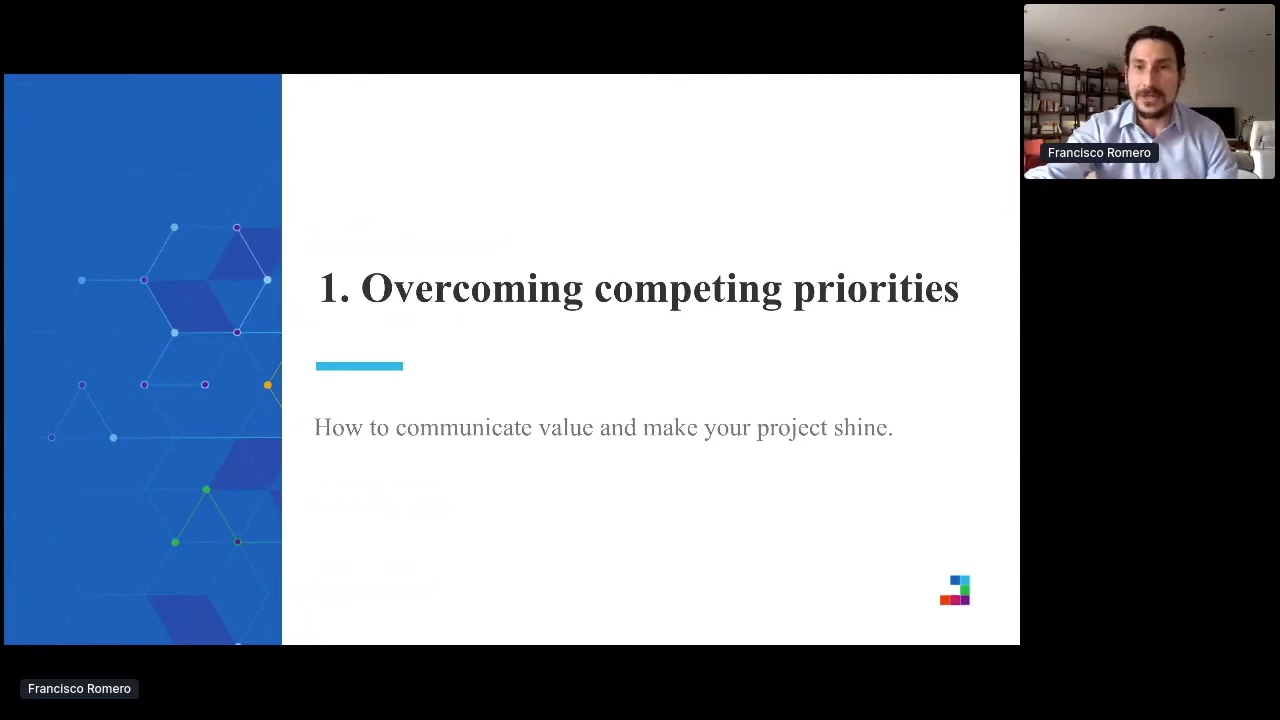 Francisco Romero
1. Overcoming competing priorities
How to communicate value and make your project shine.
Francisco Romero